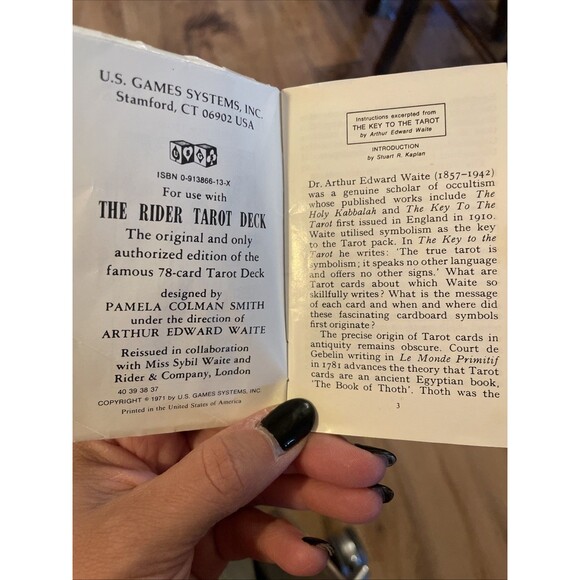 U.S. GAMES SYSTEMS, INC.
Stamford, CT 06902 USA
ISBN 0-913866-13-X
For use with
THE RIDER TAROT DECK
The original and only
authorized edition of the
famous 78-card Tarot Deck
designed by
PAMELA COLMAN SMITH
under the direction of
ARTHUR EDWARD WAITE
Reissued in collaboration
with Miss Sybil Waite and
Rider & Company, London
40 39 38 37
COPYRIGHT © 1971 by U.S. GAMES SYSTEMS, INC.
Printed in the United States of America
Instructions excerpted from
THE KEY TO THE TAROT
by Arthur Edward Waite
INTRODUCTION
by Stuart R. Kaplan
Dr. Arthur Edward Waite (1857–1942)
was a genuine scholar of occultism
whose published works include The
Holy Kabbalah and The Key To The
Tarot first issued in England in 1910.
Waite utilised symbolism as the key
to the Tarot pack. In The Key to the
Tarot he writes: 'The true tarot is
symbolism; it speaks no other language
and offers no other signs.' What are
Tarot cards about which Waite so
skillfully writes? What is the message
of each card and when and where did
these fascinating cardboard symbols
first originate?
The precise origin of Tarot cards in
antiquity remains obscure. Court de
Gebelin writing in Le Monde Primitif
in 1781 advances the theory that Tarot
cards are an ancient Egyptian book,
'The Book of Thoth'. Thoth was the
3